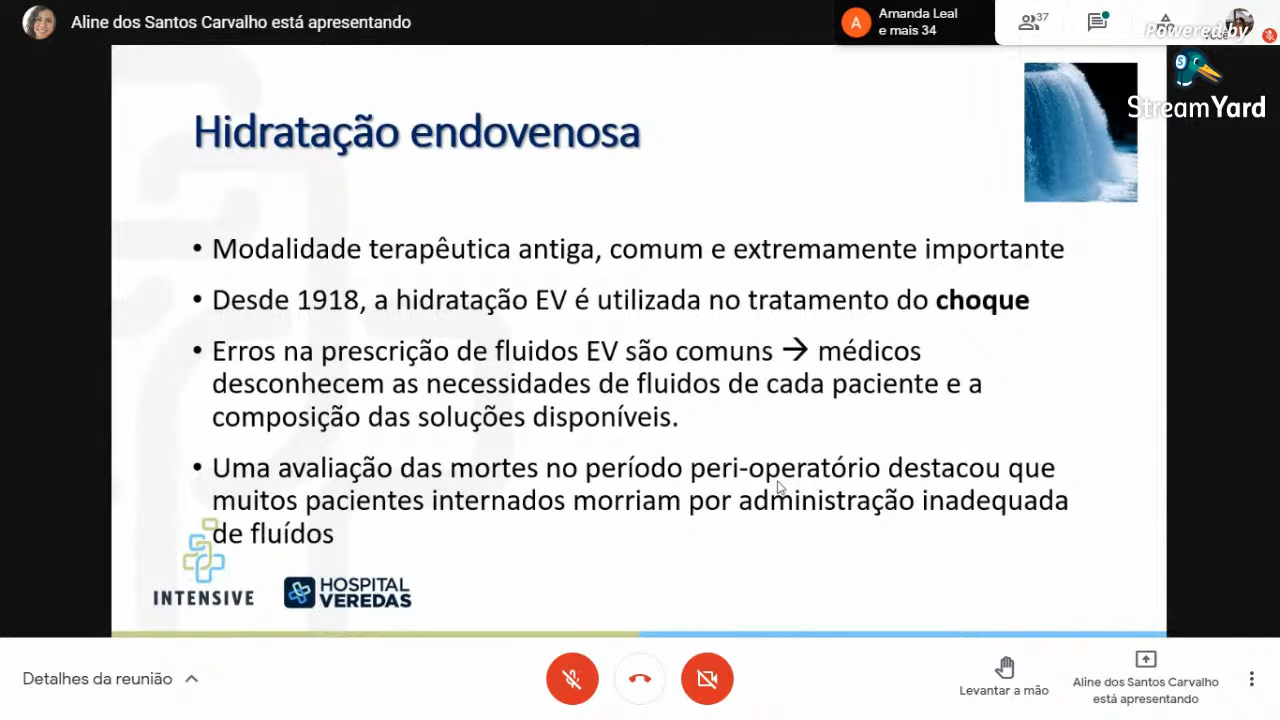 Aline dos Santos Carvalho está apresentando
A
Amanda Leal
e mais 34
37
Powered by
StreamYard
Hidratação endovenosa
• Modalidade terapêutica antiga, comum e extremamente importante
• Desde 1918, a hidratação EV é utilizada no tratamento do choque
• Erros na prescrição de fluidos EV são comuns → médicos
desconhecem as necessidades de fluidos de cada paciente e a
composição das soluções disponíveis.
• Uma avaliação das mortes no período peri-operatório destacou que
muitos pacientes internados morriam por administração inadequada
de fluídos
INTENSIVE
HOSPITAL
VEREDAS
Detalhes da reunião
Levantar a mão
Aline dos Santos Carvalho
está apresentando